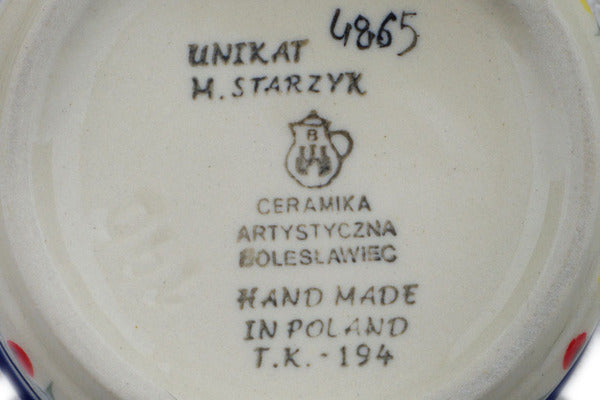 UNIKAT 4865
M. STARZYK
B
CERAMIKA
ARTYSTYCZNA
BOLESŁAWIEC
HAND MADE
IN POLAND
T.K.-194